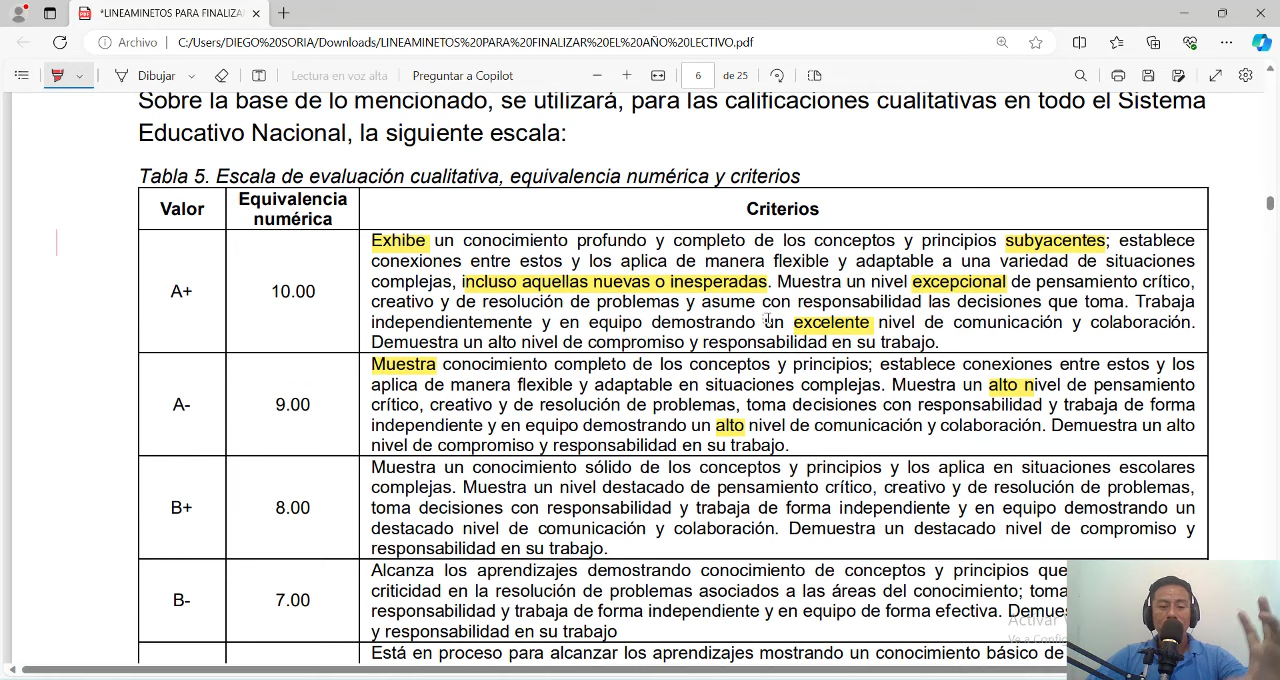 *LINEAMINETOS PARA FINALIZA
Archivo
C:/Users/DIEGO%20SORIA/Downloads/LINEAMINETOS%20PARA%20FINALIZAR%20EL%20AÑO%20LECTIVO.pdf
Dibujar
Lectura en voz alta
Preguntar a Copilot
6
de 25
Sobre la base de lo mencionado, se utilizará, para las calificaciones cualitativas en todo el Sistema
Educativo Nacional, la siguiente escala:
Tabla 5. Escala de evaluación cualitativa, equivalencia numérica y criterios
Valor
Equivalencia
numérica
Criterios
A+
10.00
Exhibe un conocimiento profundo y completo de los conceptos y principios subyacentes; establece
conexiones entre estos y los aplica de manera flexible y adaptable a una variedad de situaciones
complejas, incluso aquellas nuevas o inesperadas. Muestra un nivel excepcional de pensamiento crítico,
creativo y de resolución de problemas y asume con responsabilidad las decisiones que toma. Trabaja
independientemente y en equipo demostrando un excelente nivel de comunicación y colaboración.
Demuestra un alto nivel de compromiso y responsabilidad en su trabajo.
A-
9.00
Muestra conocimiento completo de los conceptos y principios; establece conexiones entre estos y los
aplica de manera flexible y adaptable en situaciones complejas. Muestra un alto nivel de pensamiento
crítico, creativo y de resolución de problemas, toma decisiones con responsabilidad y trabaja de forma
independiente y en equipo demostrando un alto nivel de comunicación y colaboración. Demuestra un alto
nivel de compromiso y responsabilidad en su trabajo.
B+
8.00
Muestra un conocimiento sólido de los conceptos y principios y los aplica en situaciones escolares
complejas. Muestra un nivel destacado de pensamiento crítico, creativo y de resolución de problemas,
toma decisiones con responsabilidad y trabaja de forma independiente y en equipo demostrando un
destacado nivel de comunicación y colaboración. Demuestra un destacado nivel de compromiso y
responsabilidad en su trabajo.
B-
7.00
Alcanza los aprendizajes demostrando conocimiento de conceptos y principios que
criticidad en la resolución de problemas asociados a las áreas del conocimiento; toma
responsabilidad y trabaja de forma independiente y en equipo de forma efectiva. Demues
y responsabilidad en su trabajo
Está en proceso para alcanzar los aprendizajes mostrando un conocimiento básico de
Activar